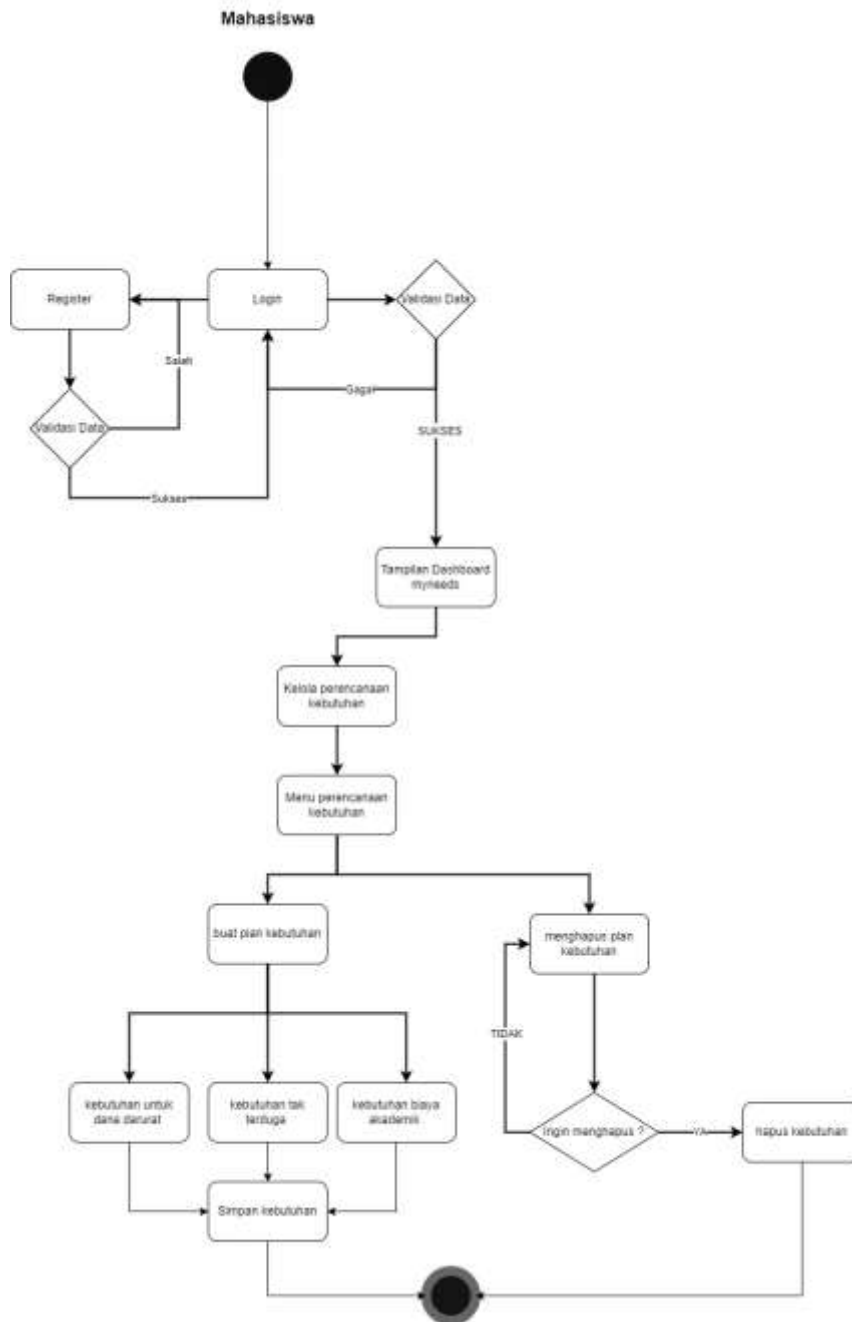 Mahasiswa
Register
Login
Validasi Data
Salah
Gagal
Validasi Data
SUKSES
Sukses
Tampilan Dashboard
myneeds
Kelola perencanaan
kebutuhan
Menu perencanaan
kebutuhan
buat plan kebutuhan
menghapus plan
kebutuhan
TIDAK
kebutuhan untuk
dana darurat
kebutuhan tak
terduga
kebutuhan biaya
akademik
Ingin menghapus ?
YA
hapus kebutuhan
Simpan kebutuhan